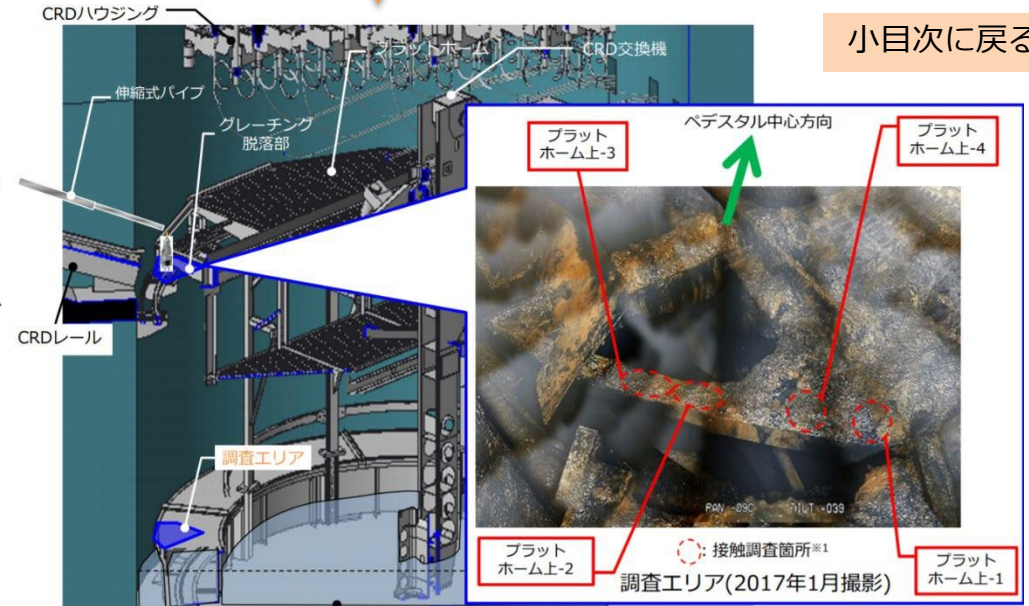 CRDハウジング
小目次に戻る
プラットホーム
CRD交換機
伸縮式パイプ
グレーチング
脱落部
CRDレール
調査エリア
ペデスタル中心方向
プラット
ホーム上-3
プラット
ホーム上-4
PAN -090 TILT -039
プラット
ホーム上-2
:接触調査箇所※1
プラット
ホーム上-1
調査エリア(2017年1月撮影)